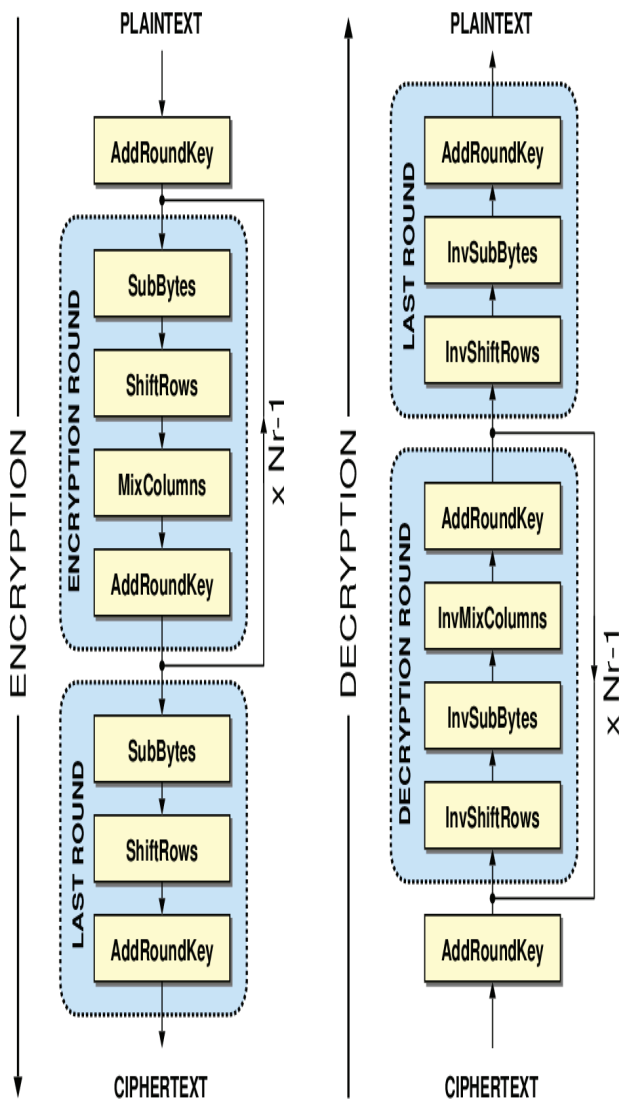 PLAINTEXT
AddRoundKey
SubBytes
ShiftRows
MixColumns
AddRoundKey
ENCRYPTION ROUND
x Nr-1
SubBytes
ShiftRows
AddRoundKey
LAST ROUND
CIPHERTEXT
ENCRYPTION
PLAINTEXT
AddRoundKey
InvSubBytes
InvShiftRows
LAST ROUND
AddRoundKey
InvMixColumns
InvSubBytes
InvShiftRows
DECRYPTION ROUND
x Nr-1
AddRoundKey
CIPHERTEXT
DECRYPTION